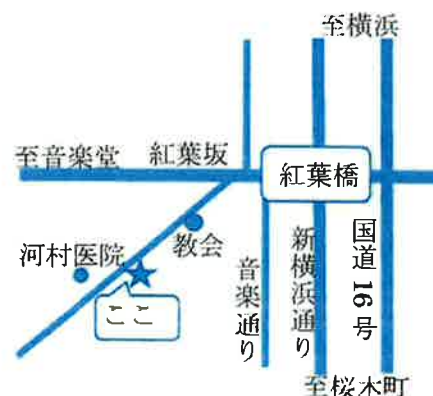 至横浜
至音楽堂
紅葉坂
紅葉橋
教会
河村医院
ここ
音楽通り
新横浜通り
国道16号
至桜木町